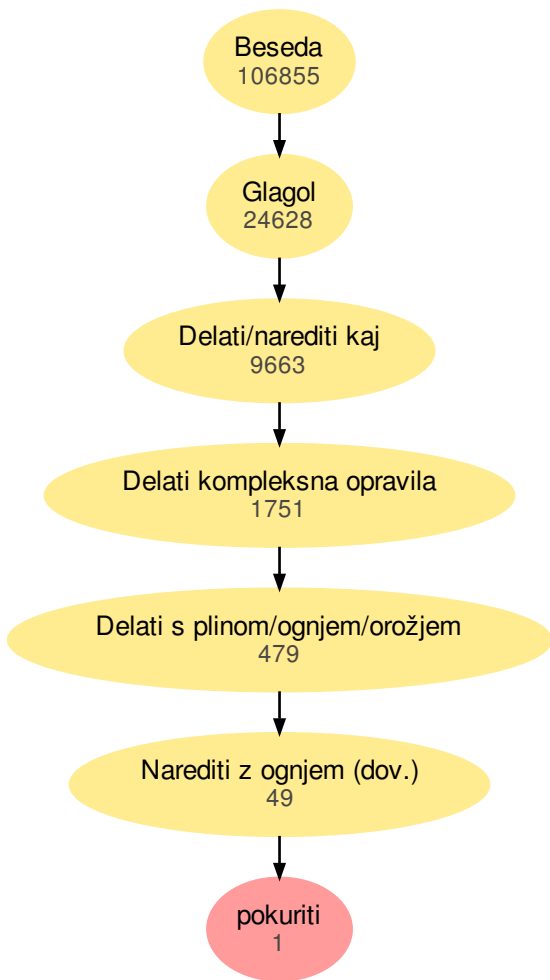 Beseda
106855
Glagol
24628
Delati/narediti kaj
9663
Delati kompleksna opravila
1751
Delati s plinom/ognjem/orožjem
479
Narediti z ognjem (dov.)
49
pokuriti
1